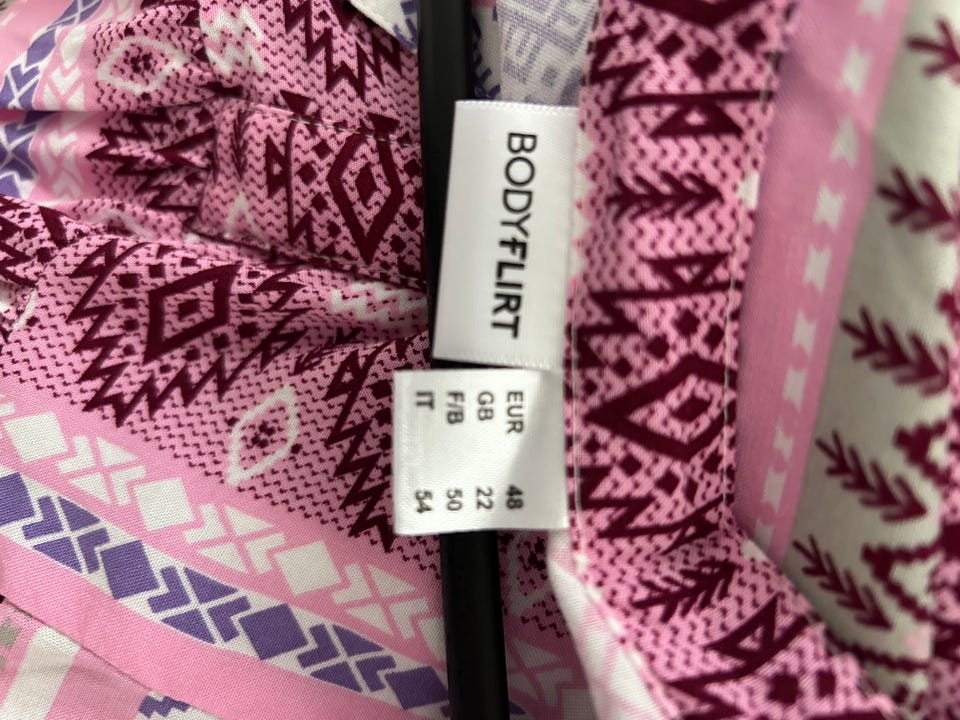 BODYFLIRT
EUR 48
GB 22
F/B 50
IT 54